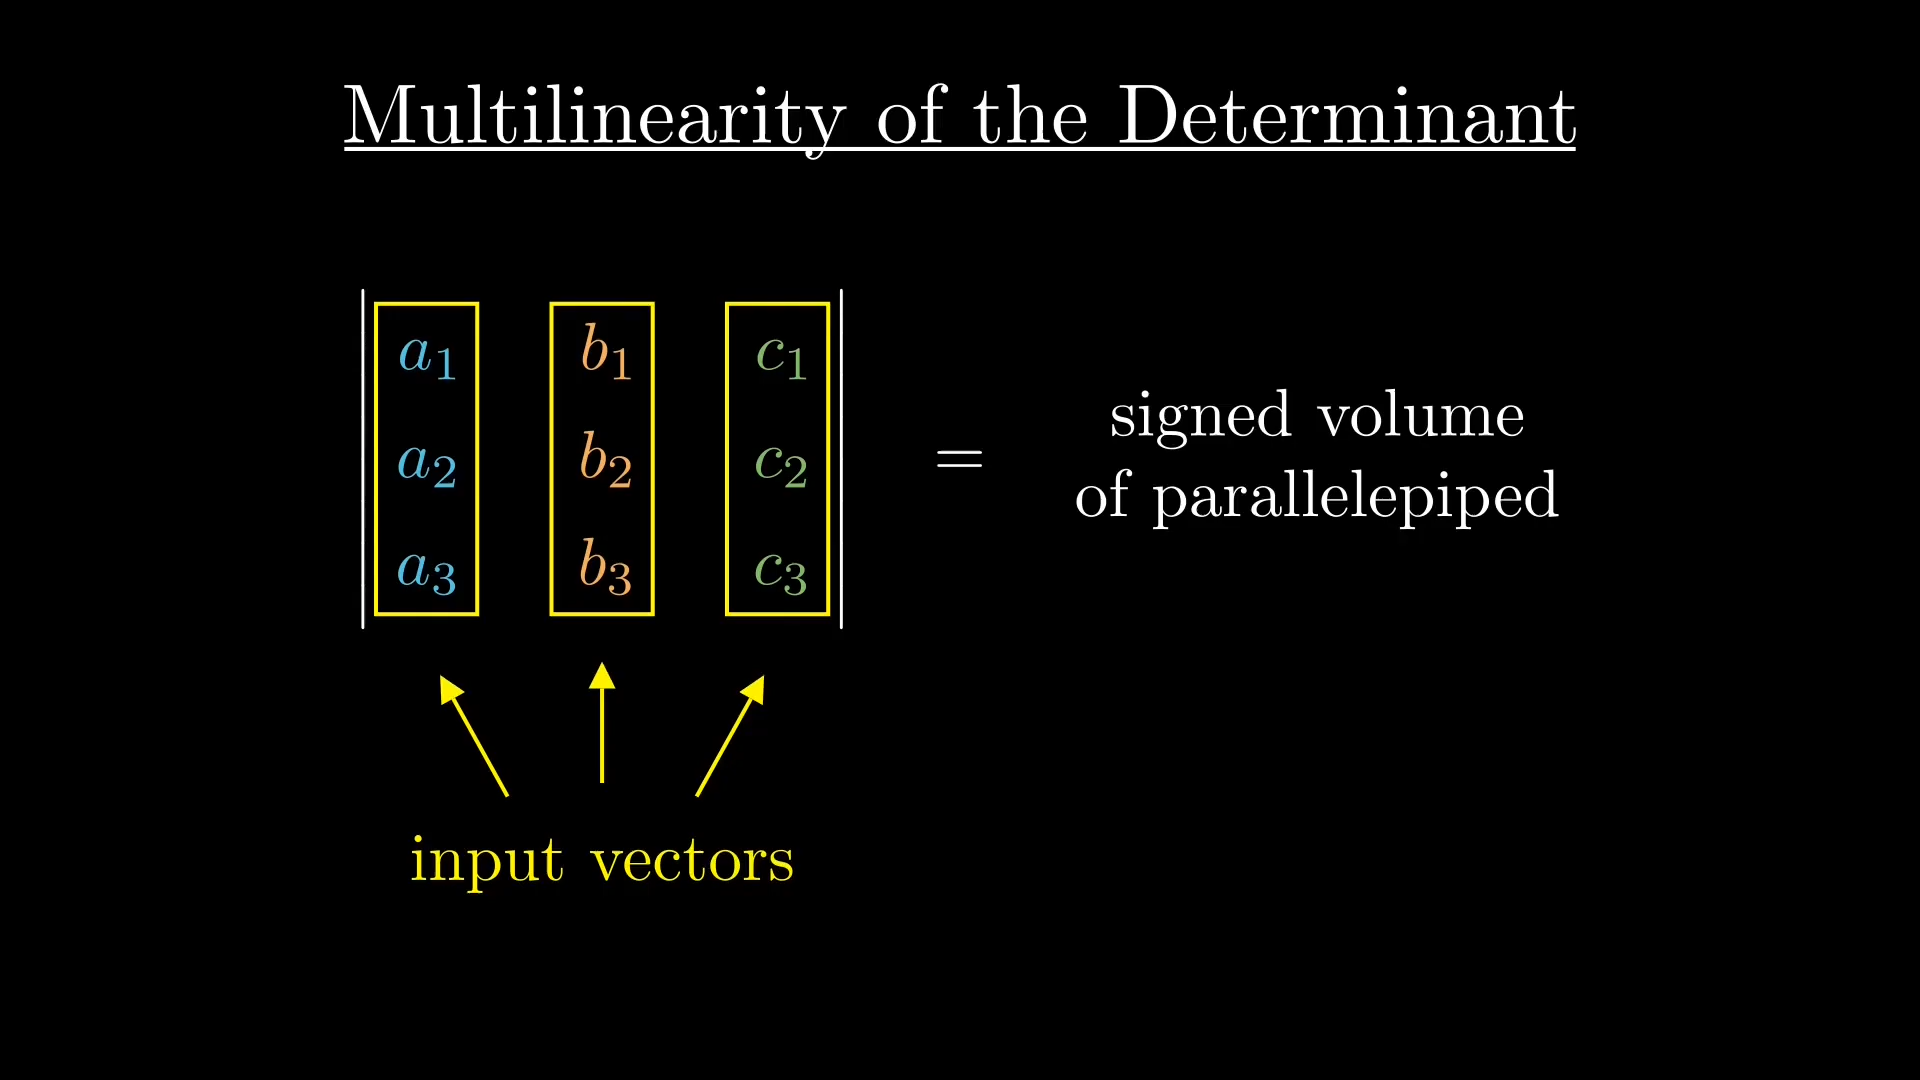 Multilinearity of the Determinant
a₁ b₁ c₁
a₂ b₂ c₂
a₃ b₃ c₃
=
signed volume
of parallelepiped
input vectors